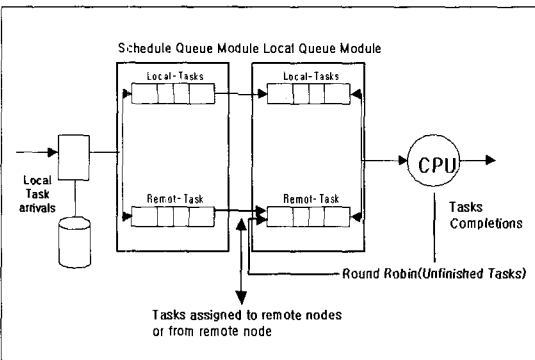 Schedule Queue Module Local Queue Module
Local-Tasks
Local-Tasks
Local
Task
arrivals
CPU
Remot-Task
Remot-Task
Tasks
Completions
Round Robin(Unfinished Tasks)
Tasks assigned to remote nodes
or from remote node